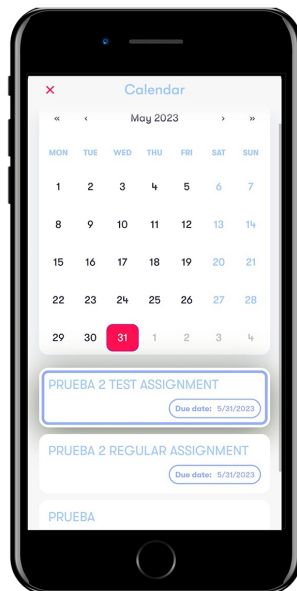 × Calendar
« ‹ May 2023 › »
MON TUE WED THU FRI SAT SUN
1 2 3 4 5 6 7
8 9 10 11 12 13 14
15 16 17 18 19 20 21
22 23 24 25 26 27 28
29 30 31 1 2 3 4
PRUEBA 2 TEST ASSIGNMENT
Due date: 5/31/2023
PRUEBA 2 REGULAR ASSIGNMENT
Due date: 5/31/2023
PRUEBA